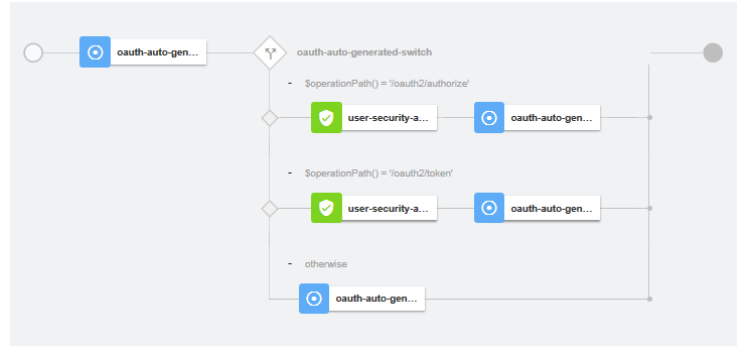 oauth-auto-gen...
oauth-auto-generated-switch
- $operationPath() = '/oauth2/authorize'
user-security-a...
oauth-auto-gen...
- $operationPath() = '/oauth2/token'
user-security-a...
oauth-auto-gen...
- otherwise
oauth-auto-gen...